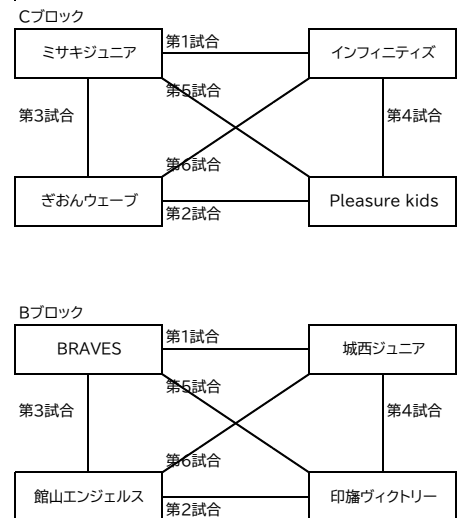 Cブロック
ミサキジュニア
第1試合
インフィニティズ
第5試合
第3試合
第4試合
第6試合
ぎおんウェーブ
第2試合
Pleasure kids
Bブロック
BRAVES
第1試合
城西ジュニア
第5試合
第3試合
第4試合
第6試合
館山エンジェルス
第2試合
印旛ヴィクトリー